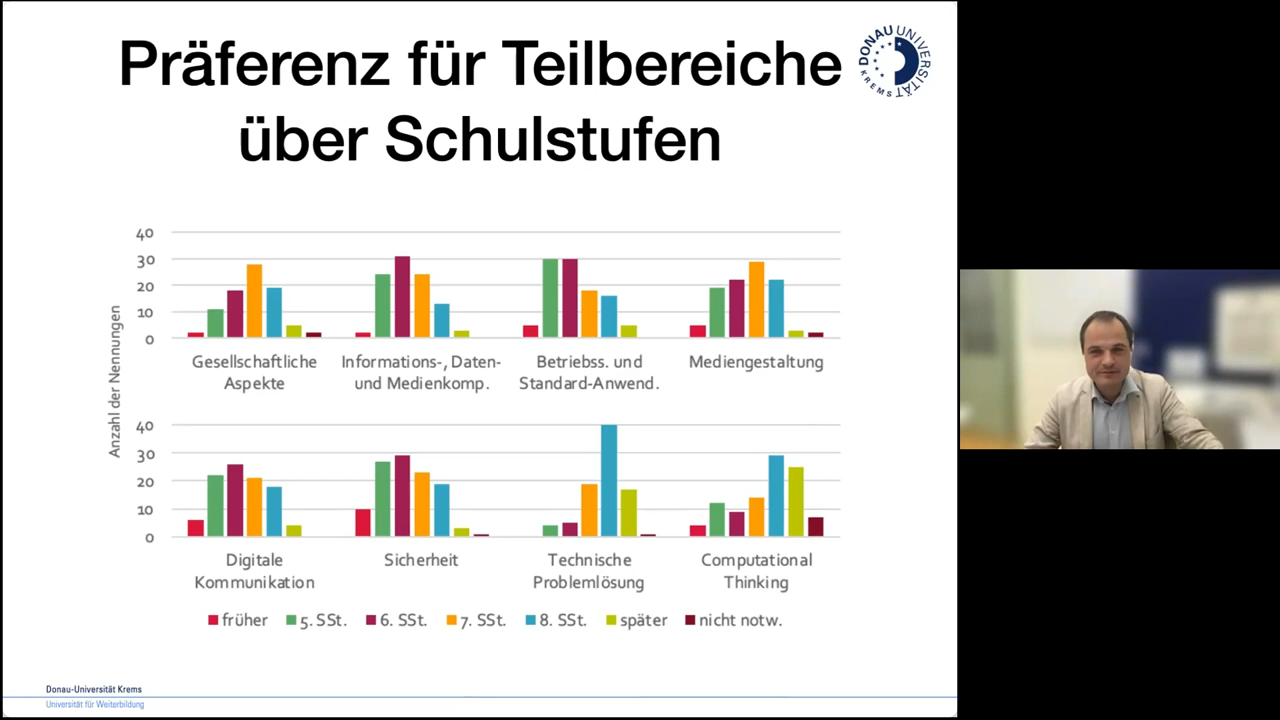 Präferenz für Teilbereiche
über Schulstufen
DONAU UNIVERSITÄT KREMS
Anzahl der Nennungen
40
30
20
10
0
Gesellschaftliche
Aspekte
Informations-, Daten-
und Medienkomp.
Betriebss. und
Standard-Anwend.
Mediengestaltung
40
30
20
10
0
Digitale
Kommunikation
Sicherheit
Technische
Problemlösung
Computational
Thinking
früher 5. SSt. 6. SSt. 7. SSt. 8. SSt. später nicht notw.
Donau-Universität Krems
Universität für Weiterbildung